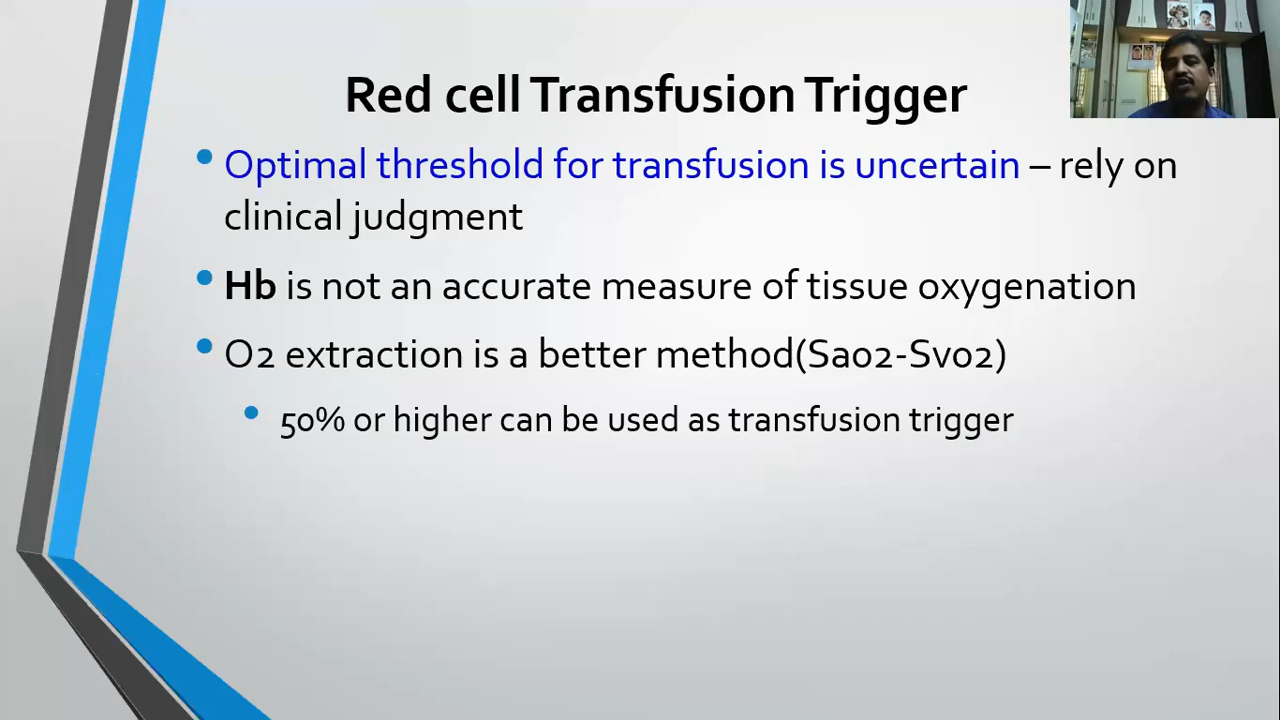 Red cell Transfusion Trigger
• Optimal threshold for transfusion is uncertain – rely on
clinical judgment
• Hb is not an accurate measure of tissue oxygenation
• O2 extraction is a better method(Sao2-Svo2)
• 50% or higher can be used as transfusion trigger